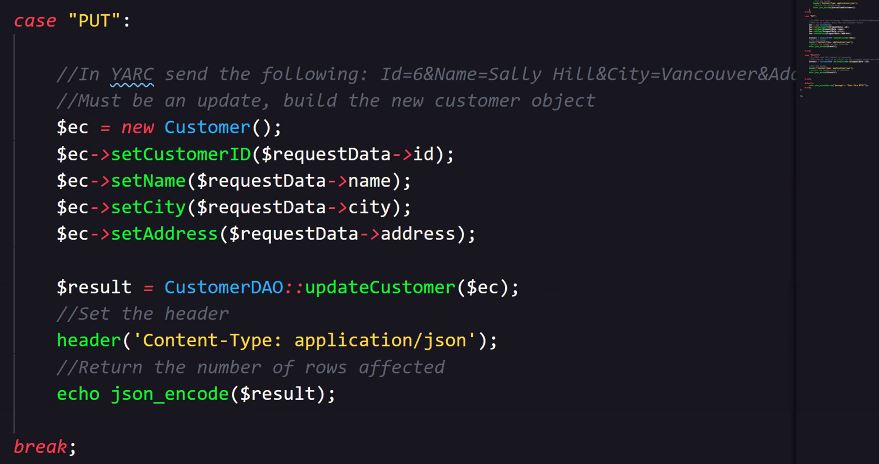 case "PUT":
//In YARC send the following: Id=6&Name=Sally Hill&City=Vancouver&Add
//Must be an update, build the new customer object
$ec = new Customer();
$ec->setCustomerID($requestData->id);
$ec->setName($requestData->name);
$ec->setCity($requestData->city);
$ec->setAddress($requestData->address);
$result = CustomerDAO::updateCustomer($ec);
//Set the header
header('Content-Type: application/json');
//Return the number of rows affected
echo json_encode($result);
break;